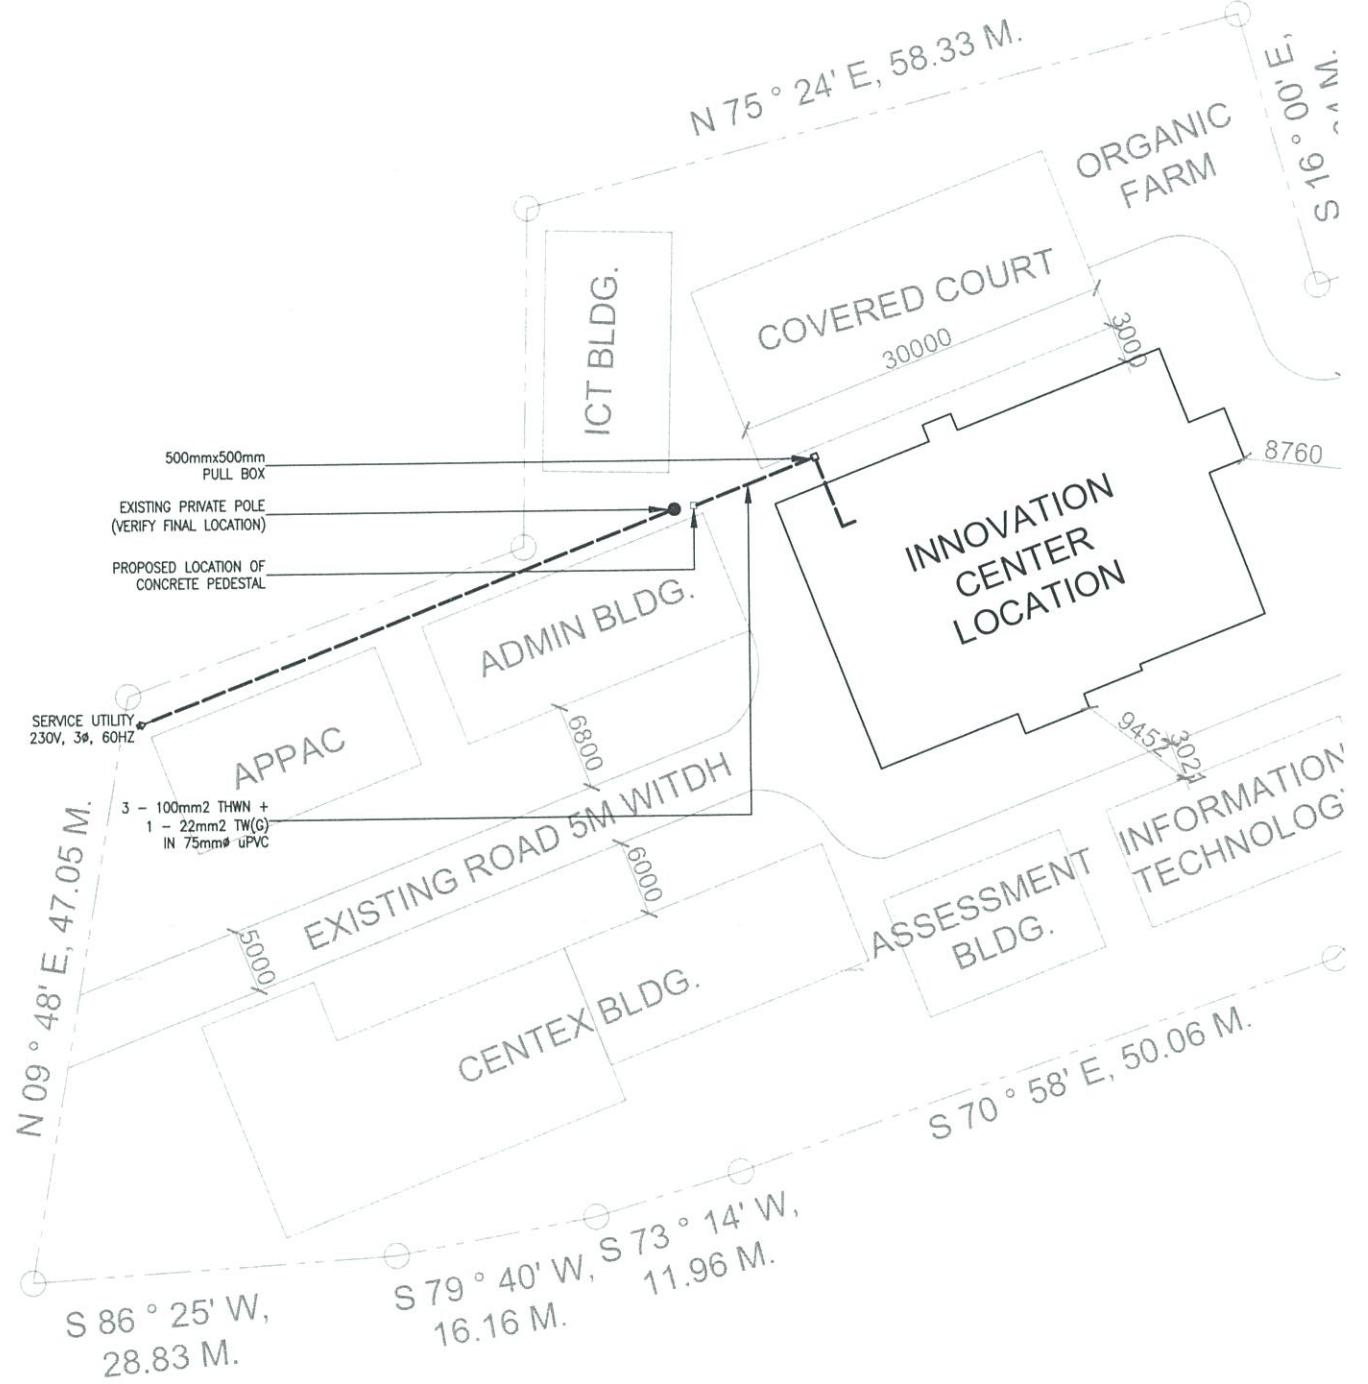 N 75 ° 24' E, 58.33 M.
S 16 ° 00' E,
ORGANIC
FARM
COVERED COURT
30000
3000
ICT BLDG.
8760
500mmx500mm
PULL BOX
EXISTING PRIVATE POLE
(VERIFY FINAL LOCATION)
PROPOSED LOCATION OF
CONCRETE PEDESTAL
INNOVATION
CENTER
LOCATION
ADMIN BLDG.
SERVICE UTILITY
230V, 3ø, 60HZ
APPAC
6800
9452
3021
3 - 100mm2 THWN +
1 - 22mm2 TW(G)
IN 75mmø uPVC
EXISTING ROAD 5M WITDH
INFORMATION
TECHNOLOG
6000
ASSESSMENT
BLDG.
5000
CENTEX BLDG.
N 09 ° 48' E, 47.05 M.
S 70 ° 58' E, 50.06 M.
S 73 ° 14' W,
11.96 M.
S 79 ° 40' W,
16.16 M.
S 86 ° 25' W,
28.83 M.